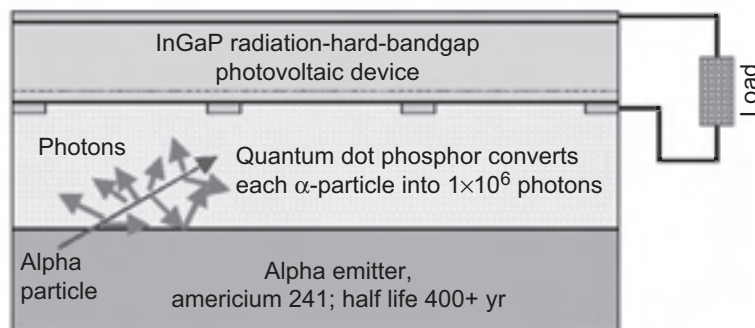 InGaP radiation-hard-bandgap
photovoltaic device
Load
Photons
Quantum dot phosphor converts
each α-particle into 1×10⁶ photons
Alpha
particle
Alpha emitter,
americium 241; half life 400+ yr